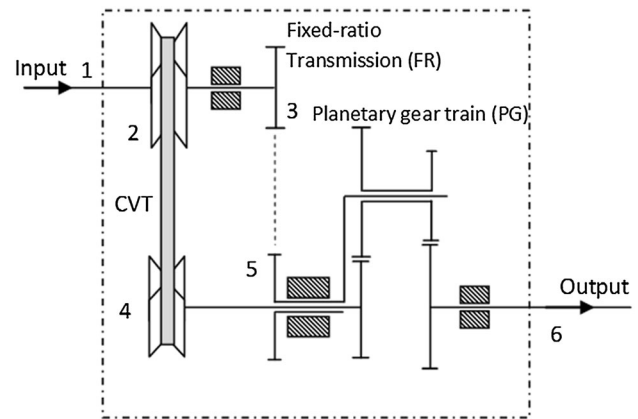 Fixed-ratio
Transmission (FR)
Input
1
3
Planetary gear train (PG)
2
CVT
5
4
Output
6